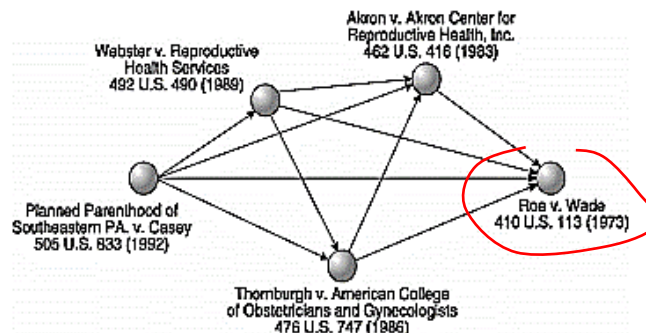 Akron v. Akron Center for
Reproductive Health, Inc.
462 U.S. 416 (1983)
Webster v. Reproductive
Health Services
492 U.S. 490 (1989)
Planned Parenthood of
Southeastern PA. v. Casey
505 U.S. 833 (1992)
Roe v. Wade
410 U.S. 113 (1973)
Thornburgh v. American College
of Obstetricians and Gynecologists
476 U.S. 747 (1986)